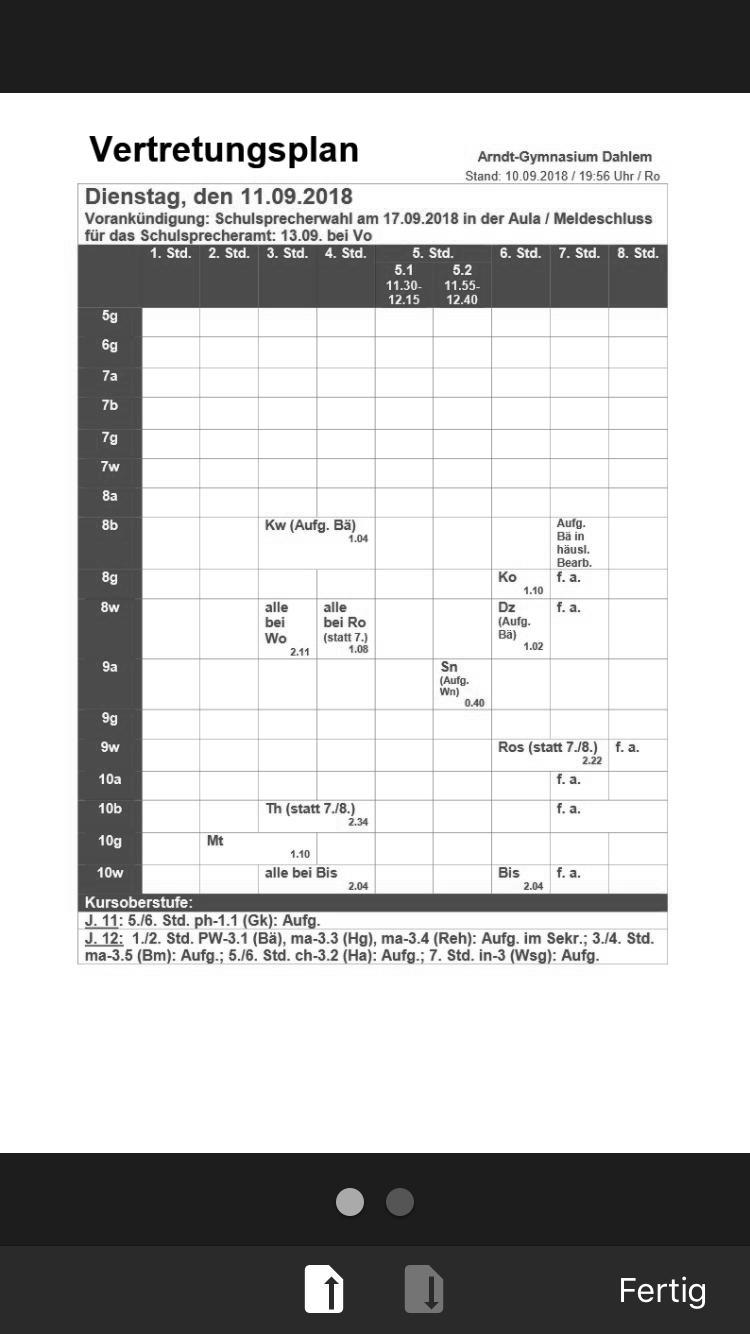 Vertretungsplan
Arndt-Gymnasium Dahlem
Stand: 10.09.2018 / 19:56 Uhr / Ro
Dienstag, den 11.09.2018
Vorankündigung: Schulsprecherwahl am 17.09.2018 in der Aula / Meldeschluss
für das Schulsprecheramt: 13.09. bei Vo
1. Std. 2. Std. 3. Std. 4. Std. 5. Std. 6. Std. 7. Std. 8. Std.
5.1 5.2
11.30- 11.55-
12.15 12.40
5g
6g
7a
7b
7g
7w
8a
8b Kw (Aufg. Bä) Aufg.
1.04 Bä in
häusl.
Bearb.
8g Ko f. a.
1.10
8w alle alle Dz f. a.
bei bei Ro (Aufg.
Wo (statt 7.) Bä)
2.11 1.08 1.02
9a Sn
(Aufg.
Wn)
0.40
9g
9w Ros (statt 7./8.) f. a.
2.22
10a f. a.
10b Th (statt 7./8.) f. a.
2.34
10g Mt
1.10
10w alle bei Bis Bis f. a.
2.04 2.04
Kursoberstufe:
J. 11: 5./6. Std. ph-1.1 (Gk): Aufg.
J. 12: 1./2. Std. PW-3.1 (Bä), ma-3.3 (Hg), ma-3.4 (Reh): Aufg. im Sekr.; 3./4. Std.
ma-3.5 (Bm): Aufg.; 5./6. Std. ch-3.2 (Ha): Aufg.; 7. Std. in-3 (Wsg): Aufg.
Fertig